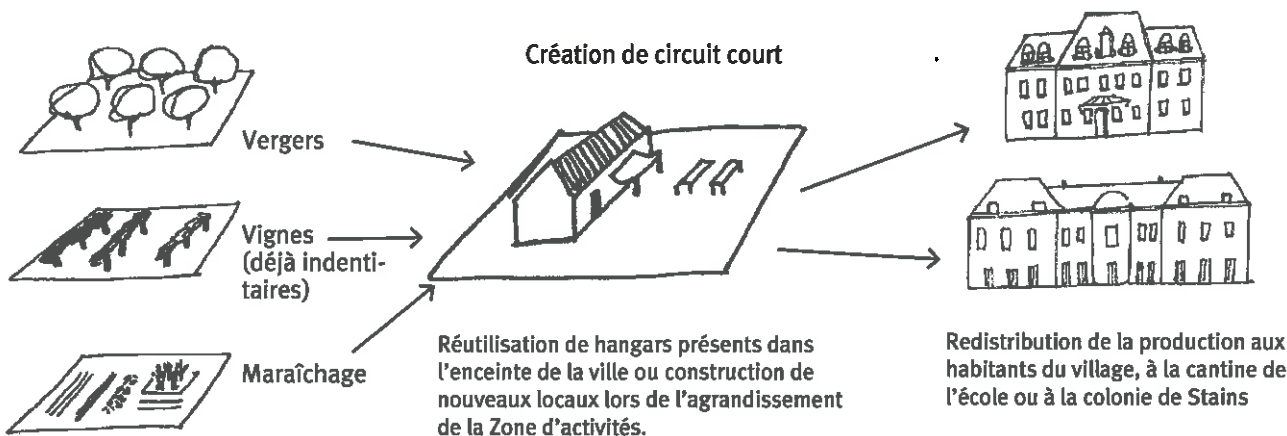 Création de circuit court
Vergers
Vignes
(déjà indenti-
taires)
Maraîchage
Réutilisation de hangars présents dans
l'enceinte de la ville ou construction de
nouveaux locaux lors de l'agrandissement
de la Zone d'activités.
Redistribution de la production aux
habitants du village, à la cantine de
l'école ou à la colonie de Stains